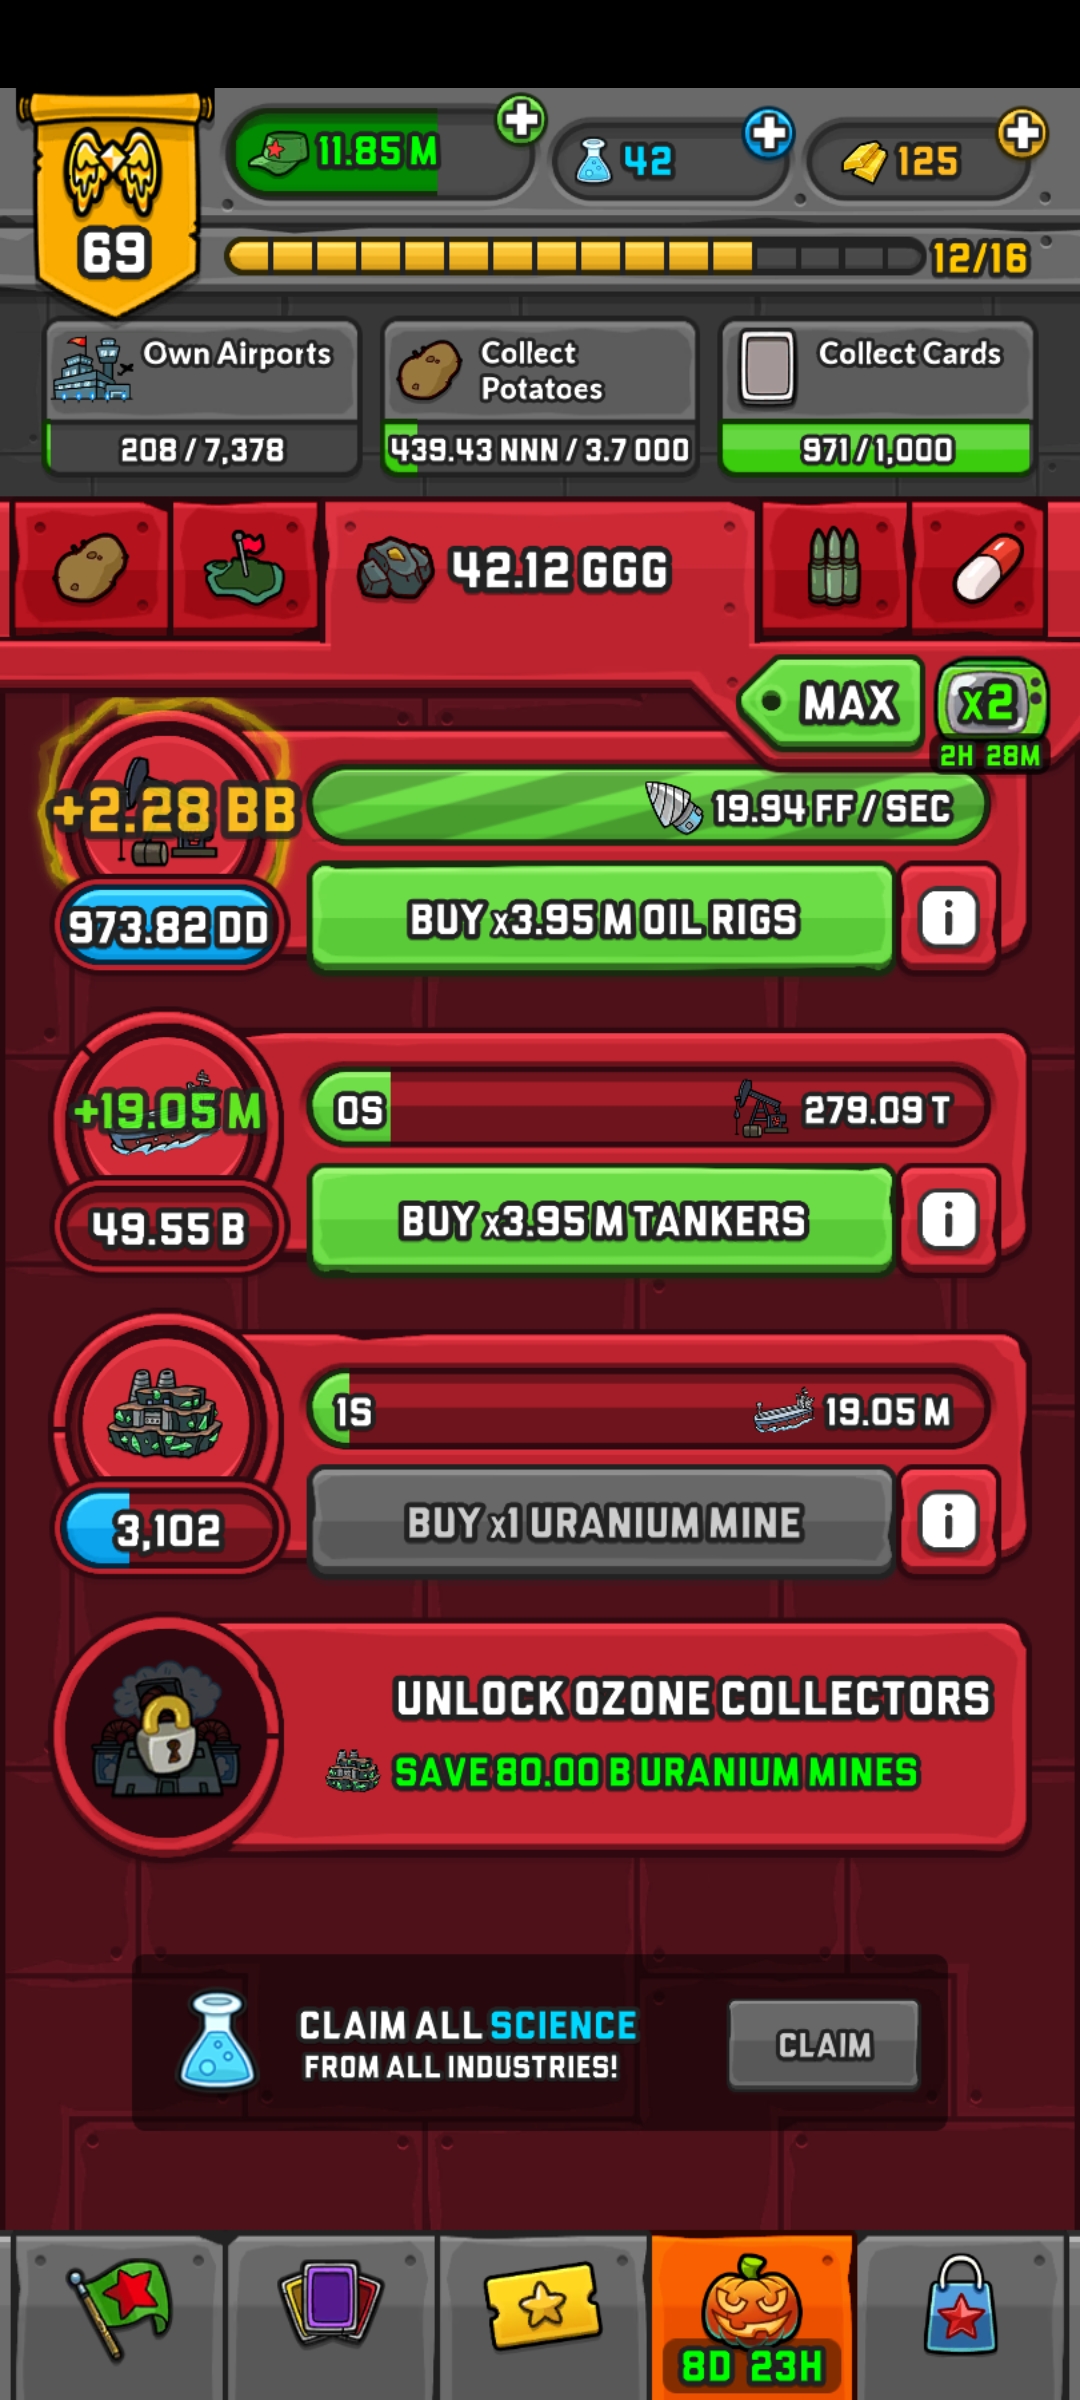 69
11.85 M
42
125
12/16
Own Airports
208 / 7,378
Collect
Potatoes
439.43 NNN / 3.7 OOO
Collect Cards
971 / 1,000
42.12 GGG
MAX
x2
2H 28M
+2.28 BB
19.94 FF / SEC
973.82 DD
BUY x3.95 M OIL RIGS
i
+19.05 M
0S
279.09 T
49.55 B
BUY x3.95 M TANKERS
i
1S
19.05 M
3,102
BUY x1 URANIUM MINE
i
UNLOCK OZONE COLLECTORS
SAVE 80.00 B URANIUM MINES
CLAIM ALL SCIENCE
FROM ALL INDUSTRIES!
CLAIM
8D 23H